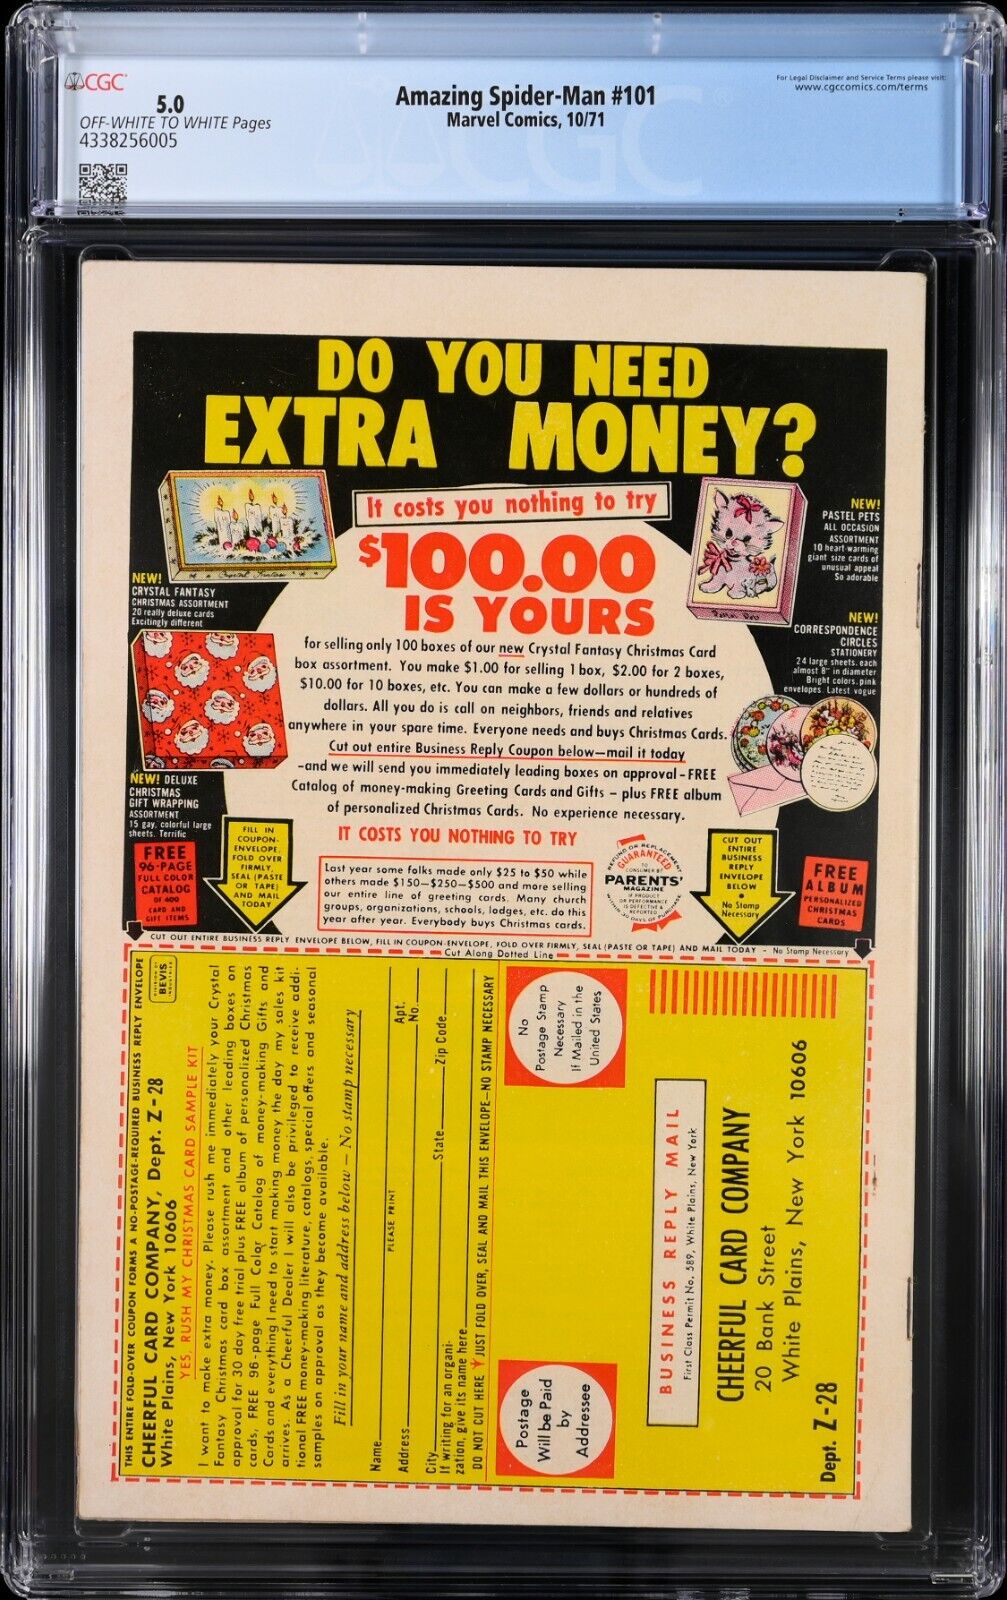 CGC
5.0
OFF-WHITE TO WHITE Pages
4338256005
Amazing Spider-Man #101
Marvel Comics, 10/71
For Legal Disclaimer and Service Terms please visit:
www.cgccomics.com/terms
DO YOU NEED
EXTRA MONEY?
It costs you nothing to try
$100.00
IS YOURS
for selling only 100 boxes of our new Crystal Fantasy Christmas Card
box assortment. You make $1.00 for selling 1 box, $2.00 for 2 boxes,
$10.00 for 10 boxes, etc. You can make a few dollars or hundreds of
dollars. All you do is call on neighbors, friends and relatives
anywhere in your spare time. Everyone needs and buys Christmas Cards.
Cut out entire Business Reply Coupon below—mail it today
-and we will send you immediately leading boxes on approval-FREE
Catalog of money-making Greeting Cards and Gifts - plus FREE album
of personalized Christmas Cards. No experience necessary.
IT COSTS YOU NOTHING TO TRY
Crystal Fantasy
NEW!
CRYSTAL FANTASY
CHRISTMAS ASSORTMENT
20 really deluxe cards
Excitingly different
NEW! DELUXE
CHRISTMAS
GIFT WRAPPING
ASSORTMENT
15 gay, colorful large
sheets. Terrific
NEW!
PASTEL PETS
ALL OCCASION
ASSORTMENT
10 heart-warming
giant size cards of
unusual appeal
So adorable
NEW!
CORRESPONDENCE
CIRCLES
STATIONERY
24 large sheets, each
almost 8" in diameter
Bright colors, pink
envelopes. Latest vogue
FREE
96-PAGE
FULL COLOR
CATALOG
OF 400
CARD AND
GIFT ITEMS
FILL IN
COUPON-
ENVELOPE,
FOLD OVER
FIRMLY,
SEAL (PASTE
OR TAPE)
AND MAIL
TODAY
Last year some folks made only $25 to $50 while
others made $150—$250—$500 and more selling
our entire line of greeting cards. Many church
groups, organizations, schools, lodges, etc. do this
year after year. Everybody buys Christmas cards.
REFUND OR REPLACEMENT
GUARANTEED
TO CONSUMER BY
PARENTS'
MAGAZINE
IF PRODUCT
OR PERFORMANCE
IS DEFECTIVE &
REPORTED
WITHIN 30 DAYS OF PURCHASE
CUT OUT
ENTIRE
BUSINESS
REPLY
ENVELOPE
BELOW
No Stamp
Necessary
FREE
ALBUM
PERSONALIZED
CHRISTMAS
CARDS
CUT OUT ENTIRE BUSINESS REPLY ENVELOPE BELOW, FILL IN COUPON-ENVELOPE, FOLD OVER FIRMLY, SEAL (PASTE OR TAPE) AND MAIL TODAY - No Stamp Necessary
Cut Along Dotted Line
THIS ENTIRE FOLD-OVER COUPON FORMS A NO-POSTAGE-REQUIRED BUSINESS REPLY ENVELOPE
CHEERFUL CARD COMPANY, Dept. Z-28
White Plains, New York 10606
DIVISION OF
BEVIS
INDUSTRIES
YES, RUSH MY CHRISTMAS CARD SAMPLE KIT
I want to make extra money. Please rush me immediately your Crystal
Fantasy Christmas card box assortment and other leading boxes on
approval for 30 day free trial plus FREE album of personalized Christmas
cards, FREE 96-page Full Color Catalog of money-making Gifts and
Cards and everything I need to start making money the day my sales kit
arrives. As a Cheerful Dealer I will also be privileged to receive addi-
tional FREE money-making literature, catalogs, special offers and seasonal
samples on approval as they become available.
Fill in your name and address below — No stamp necessary
Name
PLEASE PRINT
Address
Apt.
No.
City
State
Zip Code
If writing for an organi-
zation, give its name here
DO NOT CUT HERE JUST FOLD OVER, SEAL AND MAIL THIS ENVELOPE—NO STAMP NECESSARY
Postage
Will be Paid
by
Addressee
No
Postage Stamp
Necessary
If Mailed in the
United States
BUSINESS REPLY MAIL
First Class Permit No. 589, White Plains, New York
CHEERFUL CARD COMPANY
20 Bank Street
White Plains, New York 10606
Dept. Z-28